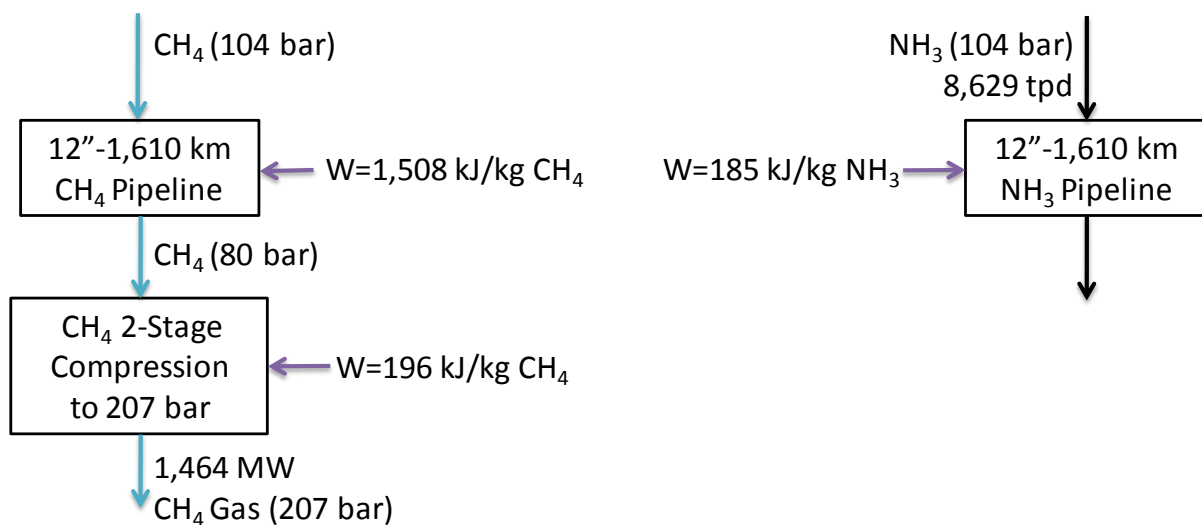 CH₄ (104 bar)
12”-1,610 km
CH₄ Pipeline
W=1,508 kJ/kg CH₄
CH₄ (80 bar)
CH₄ 2-Stage
Compression
to 207 bar
W=196 kJ/kg CH₄
1,464 MW
CH₄ Gas (207 bar)
NH₃ (104 bar)
8,629 tpd
W=185 kJ/kg NH₃
12”-1,610 km
NH₃ Pipeline